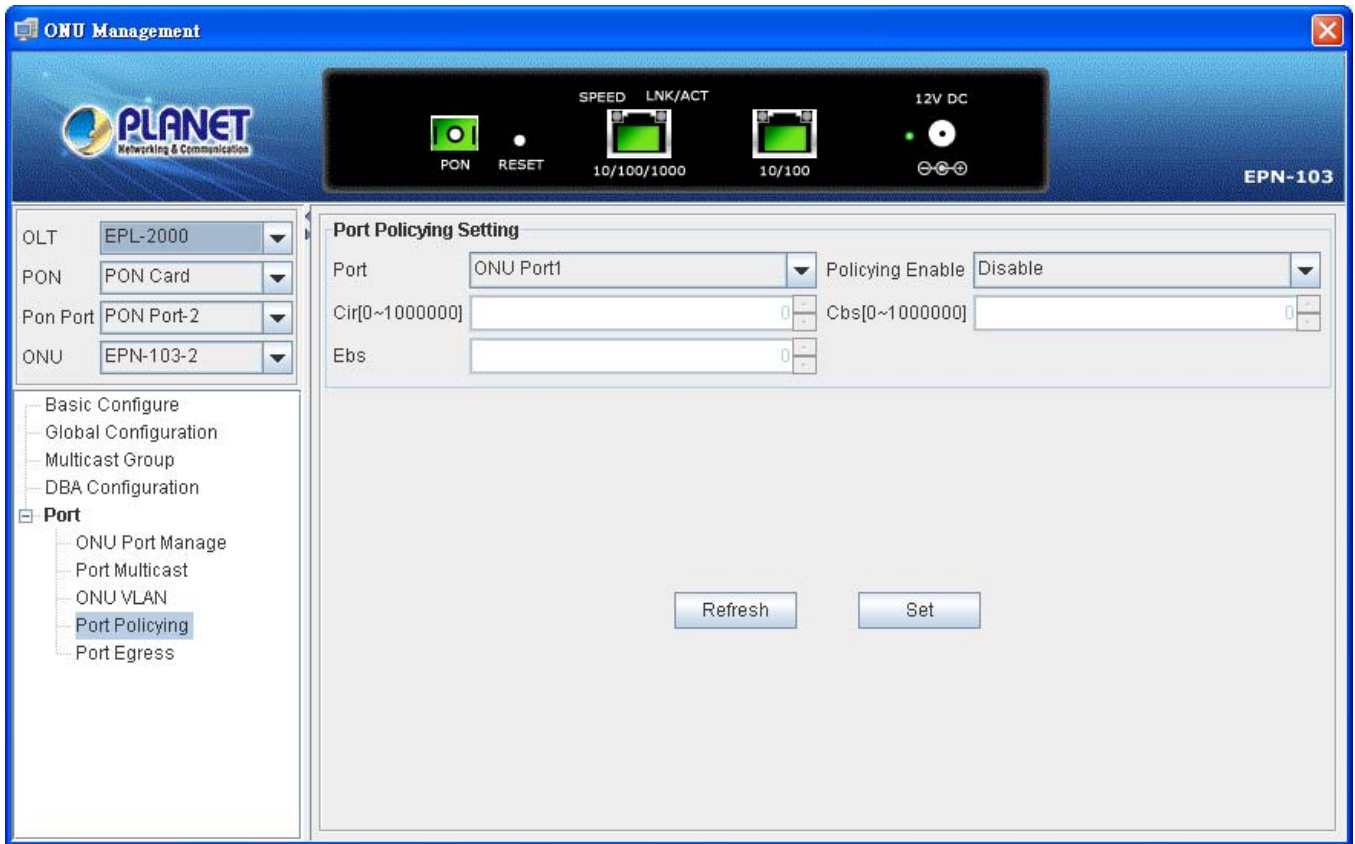 ONU Management
PLANET
Networking & Communication
SPEED LNK/ACT
12V DC
PON RESET 10/100/1000 10/100
EPN-103
OLT EPL-2000
PON PON Card
Pon Port PON Port-2
ONU EPN-103-2
Basic Configure
Global Configuration
Multicast Group
DBA Configuration
Port
ONU Port Manage
Port Multicast
ONU VLAN
Port Policying
Port Egress
Port Policying Setting
Port ONU Port1 Policying Enable Disable
Cir[0~1000000] 0 Cbs[0~1000000] 0
Ebs 0
Refresh Set